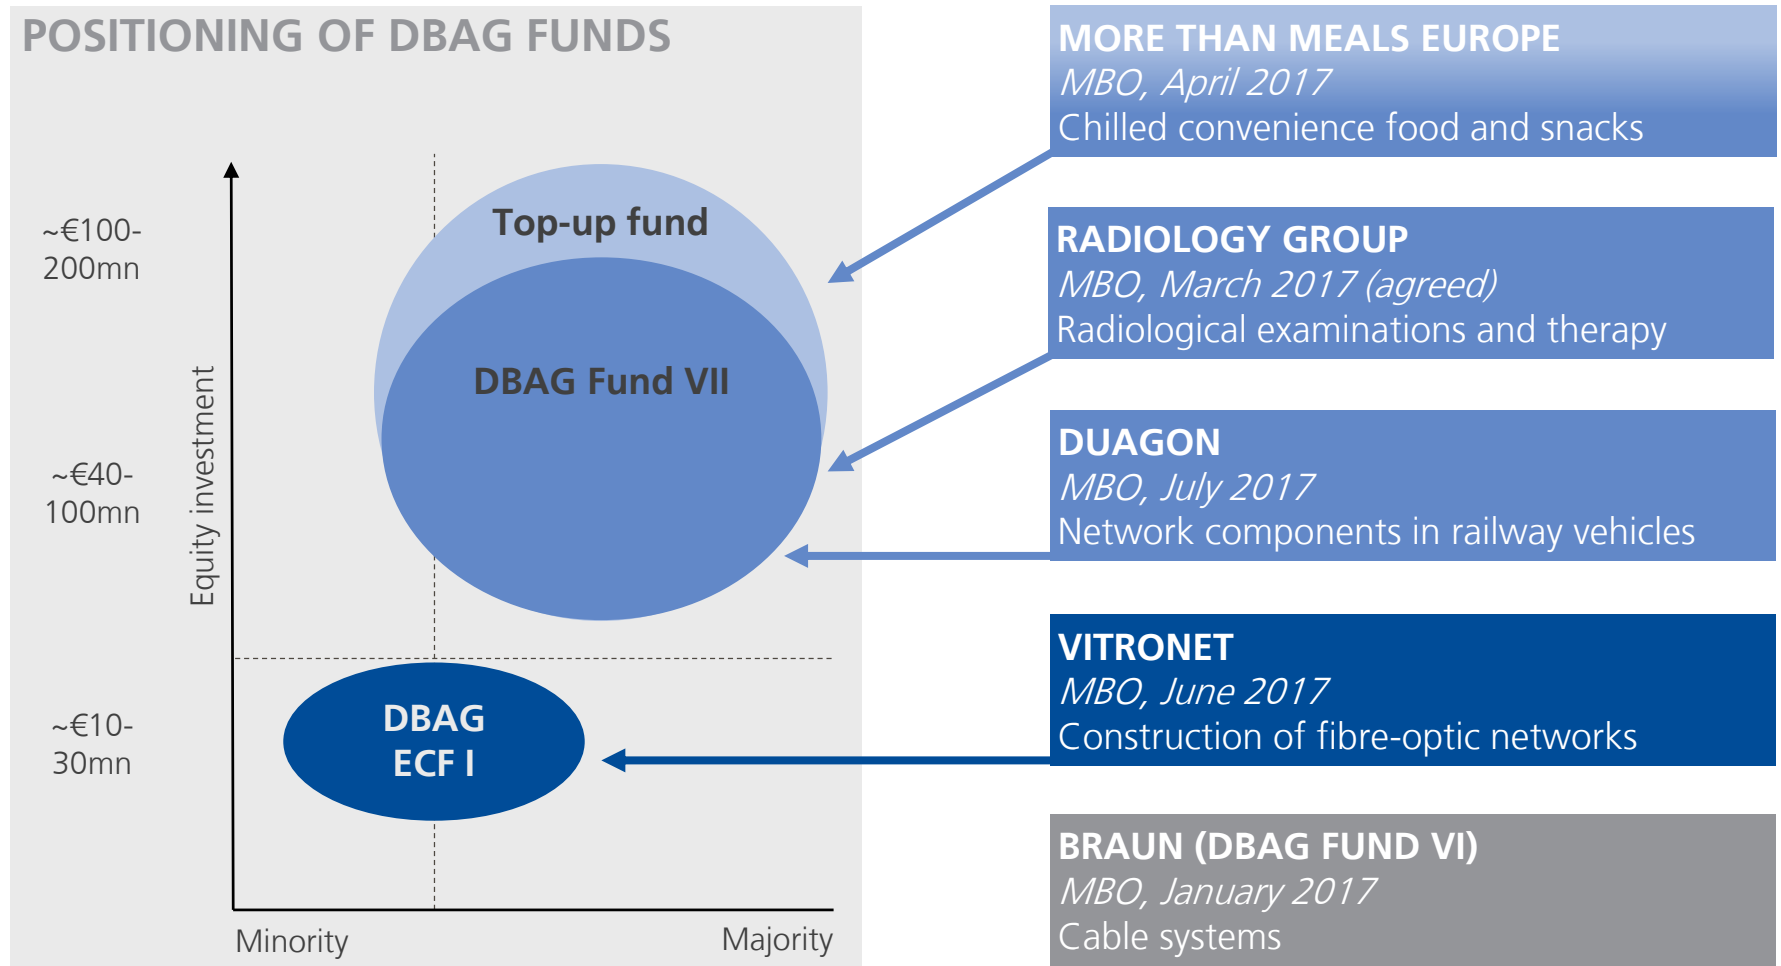 POSITIONING OF DBAG FUNDS
~€100-
200mn
~€40-
100mn
~€10-
30mn
Equity investment
Top-up fund
DBAG Fund VII
DBAG
ECF I
Minority
Majority
MORE THAN MEALS EUROPE
MBO, April 2017
Chilled convenience food and snacks
RADIOLOGY GROUP
MBO, March 2017 (agreed)
Radiological examinations and therapy
DUAGON
MBO, July 2017
Network components in railway vehicles
VITRONET
MBO, June 2017
Construction of fibre-optic networks
BRAUN (DBAG FUND VI)
MBO, January 2017
Cable systems